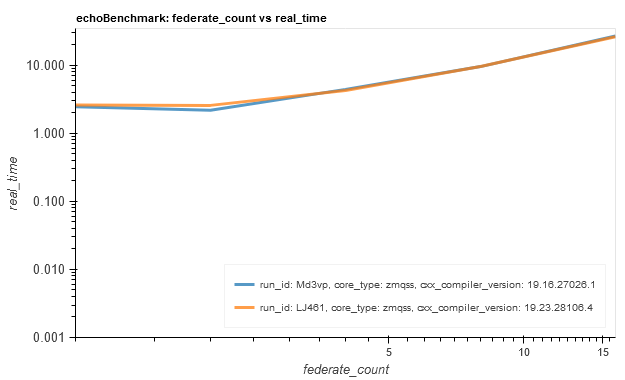 echoBenchmark: federate_count vs real_time
10.000
1.000
0.100
0.010
0.001
real_time
run_id: Md3vp, core_type: zmqss, cxx_compiler_version: 19.16.27026.1
run_id: LJ461, core_type: zmqss, cxx_compiler_version: 19.23.28106.4
5
10
15
federate_count